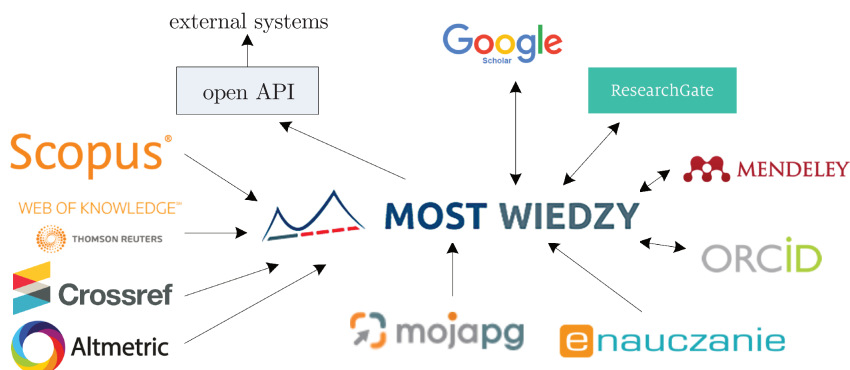 external systems
open API
Google
Scholar
ResearchGate
Scopus®
MENDELEY
WEB OF KNOWLEDGE™
THOMSON REUTERS
MOST WIEDZY
ORCiD
Crossref
Altmetric
mojapg
e nauczanie